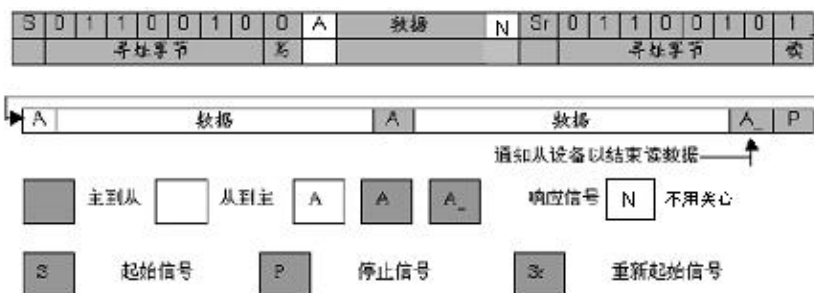 S 0 1 1 0 0 1 0 0 A 数据 N Sr 0 1 1 0 0 1 0 1
寻址字节 写 寻址字节 读
A 数据 A 数据 A_ P
通知从设备以结束读数据
主到从 从到主 A A A_ 响应信号 N 不用关心
S 起始信号 P 停止信号 Sr 重新起始信号